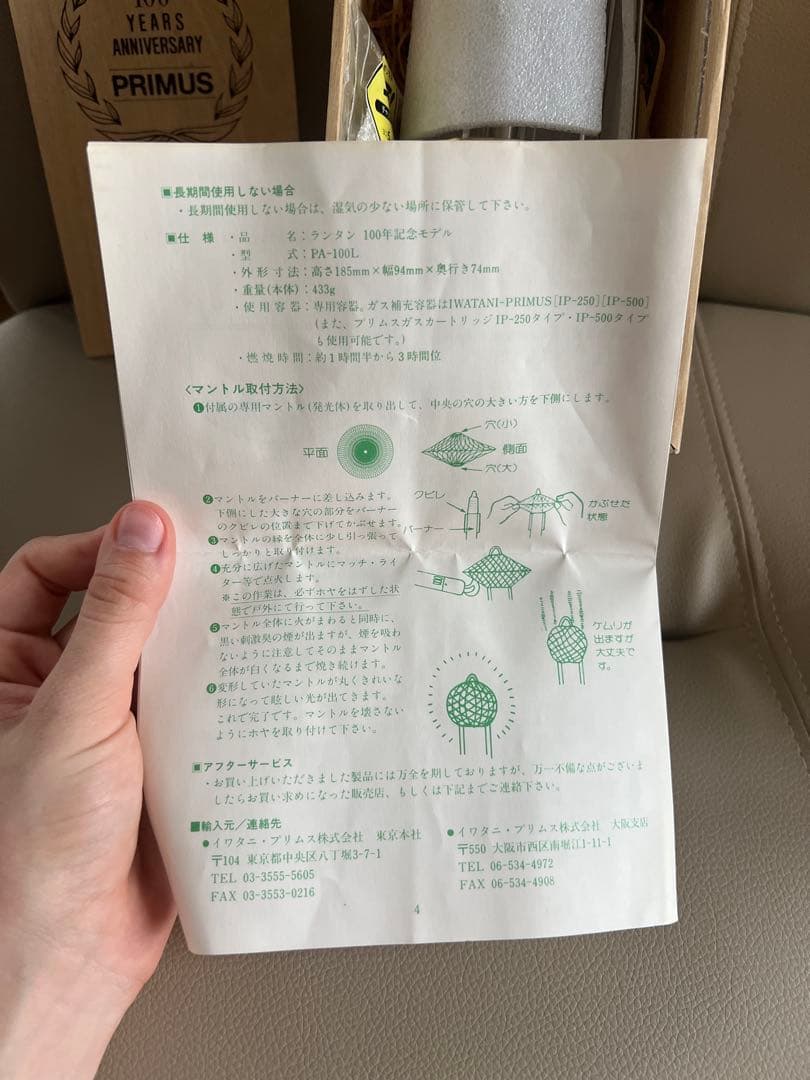 100
YEARS
ANNIVERSARY
PRIMUS
■長期間使用しない場合
・長期間使用しない場合は、湿気の少ない場所に保管して下さい。
■仕 様 ・品 名：ランタン 100年記念モデル
・型 式：PA-100L
・外形寸法：高さ185mm×幅94mm×奥行き74mm
・重量(本体)：433g
・使用容器：専用容器。ガス補充容器はIWATANI-PRIMUS[IP-250][IP-500]
(また、プリムスガスカートリッジIP-250タイプ・IP-500タイプ
も使用可能です。)
・燃焼時間：約1時間半から3時間位
〈マントル取付方法〉
❶付属の専用マントル(発光体)を取り出して、中央の穴の大きい方を下側にします。
平面
穴(小)
側面
穴(大)
❷マントルをバーナーに差し込みます。
下側にした大きな穴の部分をバーナー
のクビレの位置まで下げてかぶせます。
クビレ
バーナー
かぶせた
状態
❸マントルの縁を全体に少し引っ張って
しっかりと取り付けます。
❹充分に広げたマントルにマッチ・ライ
ター等で点火します。
※この作業は、必ずホヤをはずした状
態で戸外にて行って下さい。
❺マントル全体に火がまわると同時に、
黒い刺激臭の煙が出ますが、煙を吸わ
ないように注意してそのままマントル
全体が白くなるまで焼き続けます。
ケムリが
出ますが
大丈夫で
す。
❻変形していたマントルが丸くきれいな
形になって眩しい光が出てきます。
これで完了です。マントルを壊さない
ようにホヤを取り付けて下さい。
■アフターサービス
・お買い上げいただきました製品には万全を期しておりますが、万一不備な点がございま
したらお買い求めになった販売店、もしくは下記までご連絡下さい。
■輸入元／連絡先
●イワタニ・プリムス株式会社 東京本社
〒104 東京都中央区八丁堀3-7-1
TEL 03-3555-5605
FAX 03-3553-0216
●イワタニ・プリムス株式会社 大阪支店
〒550 大阪市西区南堀江1-11-1
TEL 06-534-4972
FAX 06-534-4908
4